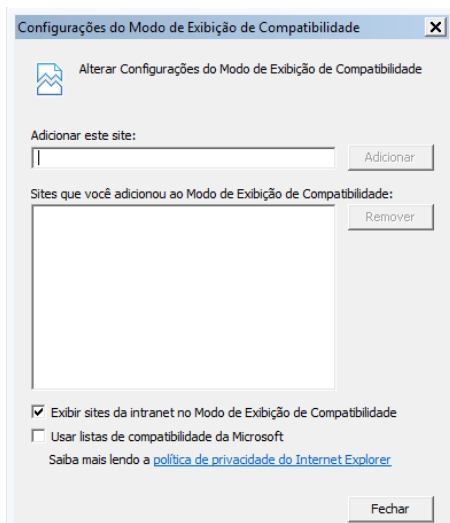 Configurações do Modo de Exibição de Compatibilidade
Alterar Configurações do Modo de Exibição de Compatibilidade
Adicionar este site:
Adicionar
Sites que você adicionou ao Modo de Exibição de Compatibilidade:
Remover
Exibir sites da intranet no Modo de Exibição de Compatibilidade
Usar listas de compatibilidade da Microsoft
Saiba mais lendo a política de privacidade do Internet Explorer
Fechar